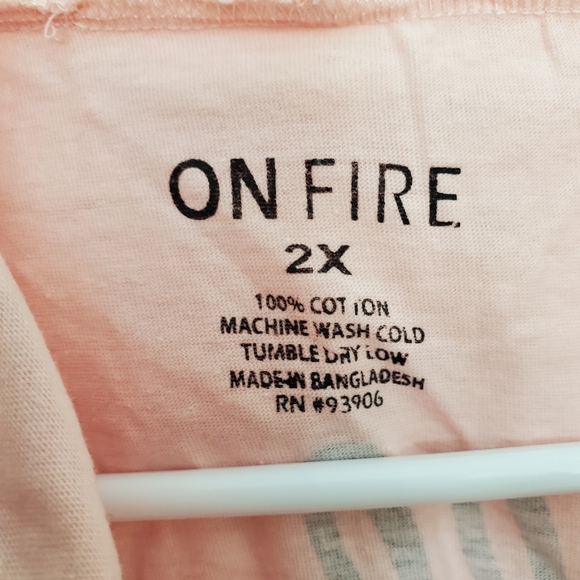 ON FIRE
2X
100% COTTON
MACHINE WASH COLD
TUMBLE DRY LOW
MADE IN BANGLADESH
RN #93906